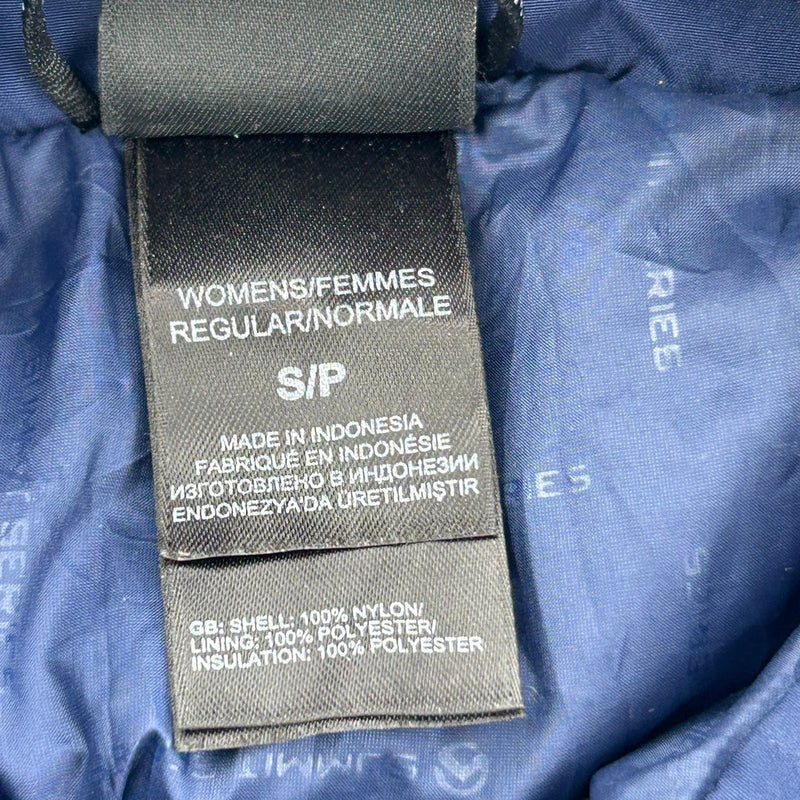 WOMENS/FEMMES
REGULAR/NORMALE
S/P
MADE IN INDONESIA
FABRIQUÉ EN INDONÉSIE
ИЗГОТОВЛЕНО В ИНДОНЕЗИИ
ENDONEZYA'DA ÜRETILMIŞTIR
GB: SHELL: 100% NYLON/
LINING: 100% POLYESTER/
INSULATION: 100% POLYESTER
SUMMIT